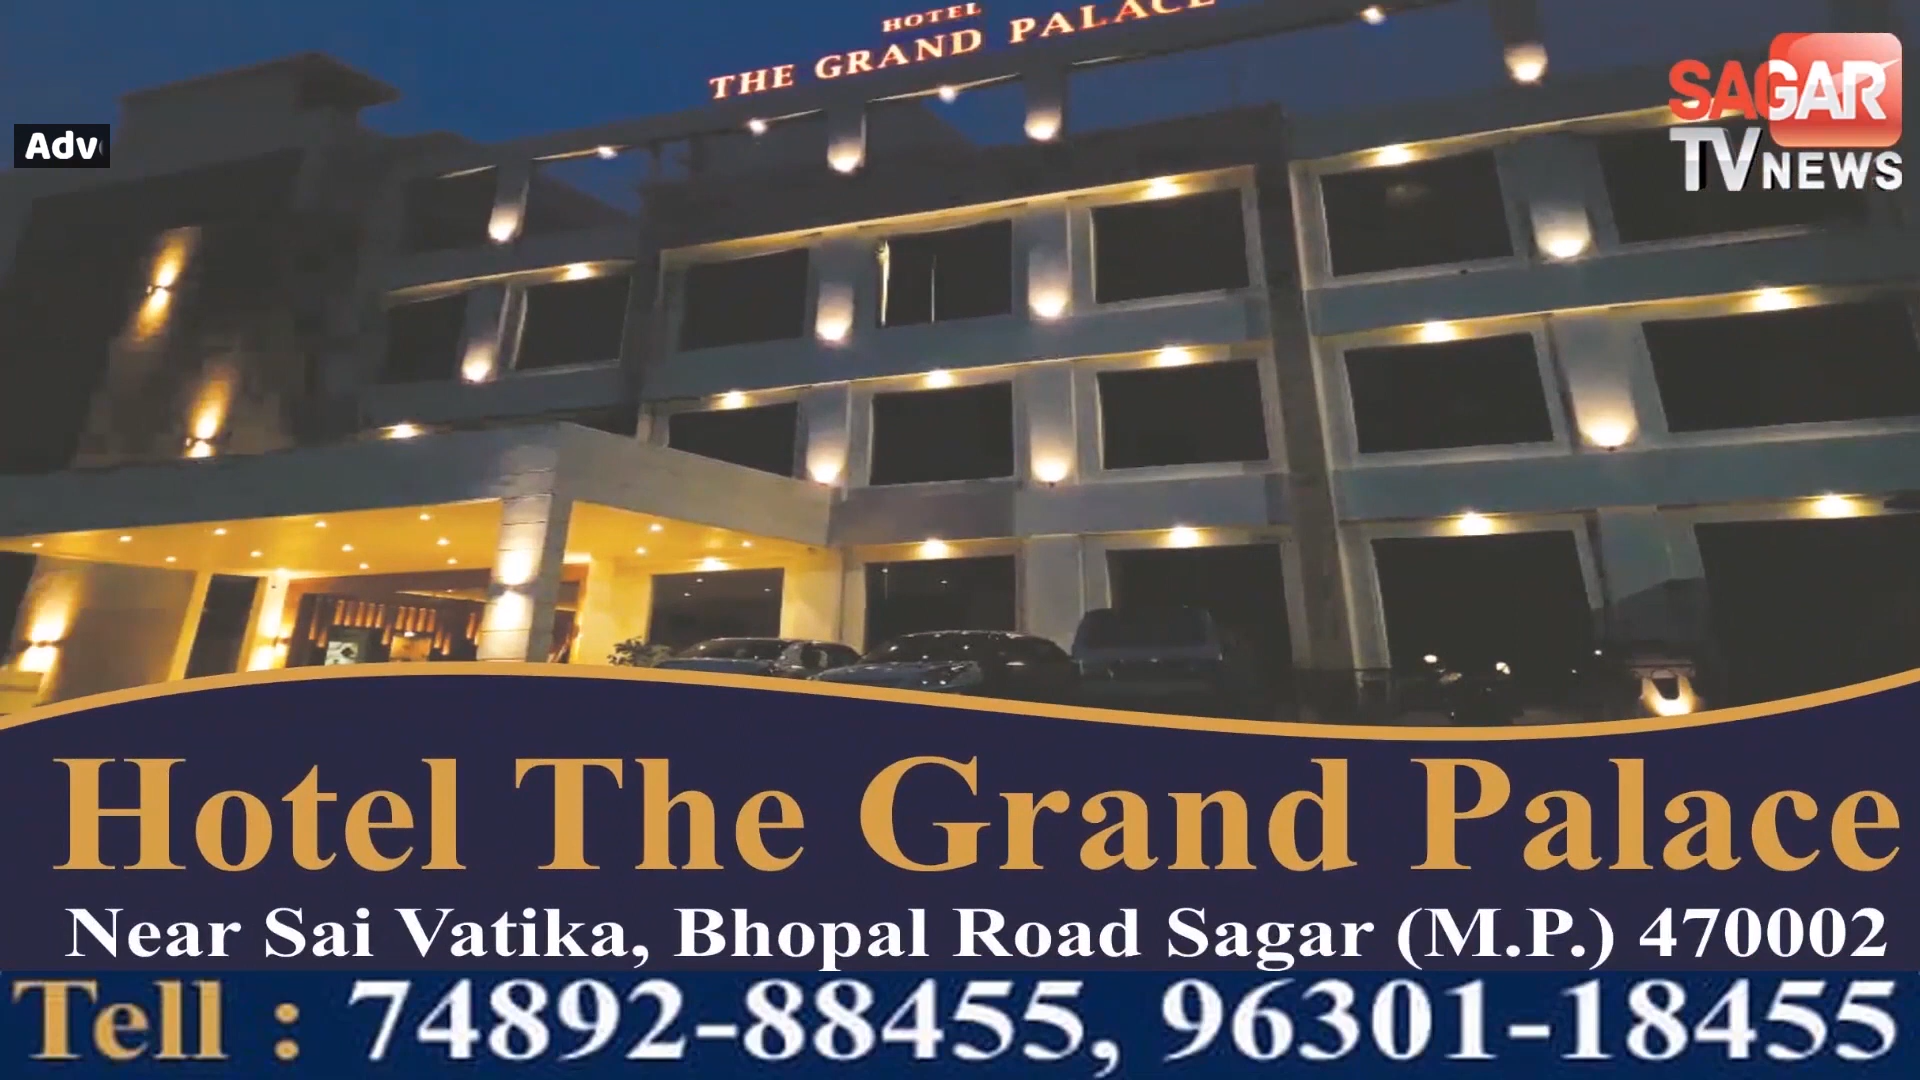 HOTEL
THE GRAND PALACE
SAGAR
TV NEWS
Adv
Hotel The Grand Palace
Near Sai Vatika, Bhopal Road Sagar (M.P.) 470002
Tell : 74892-88455, 96301-18455